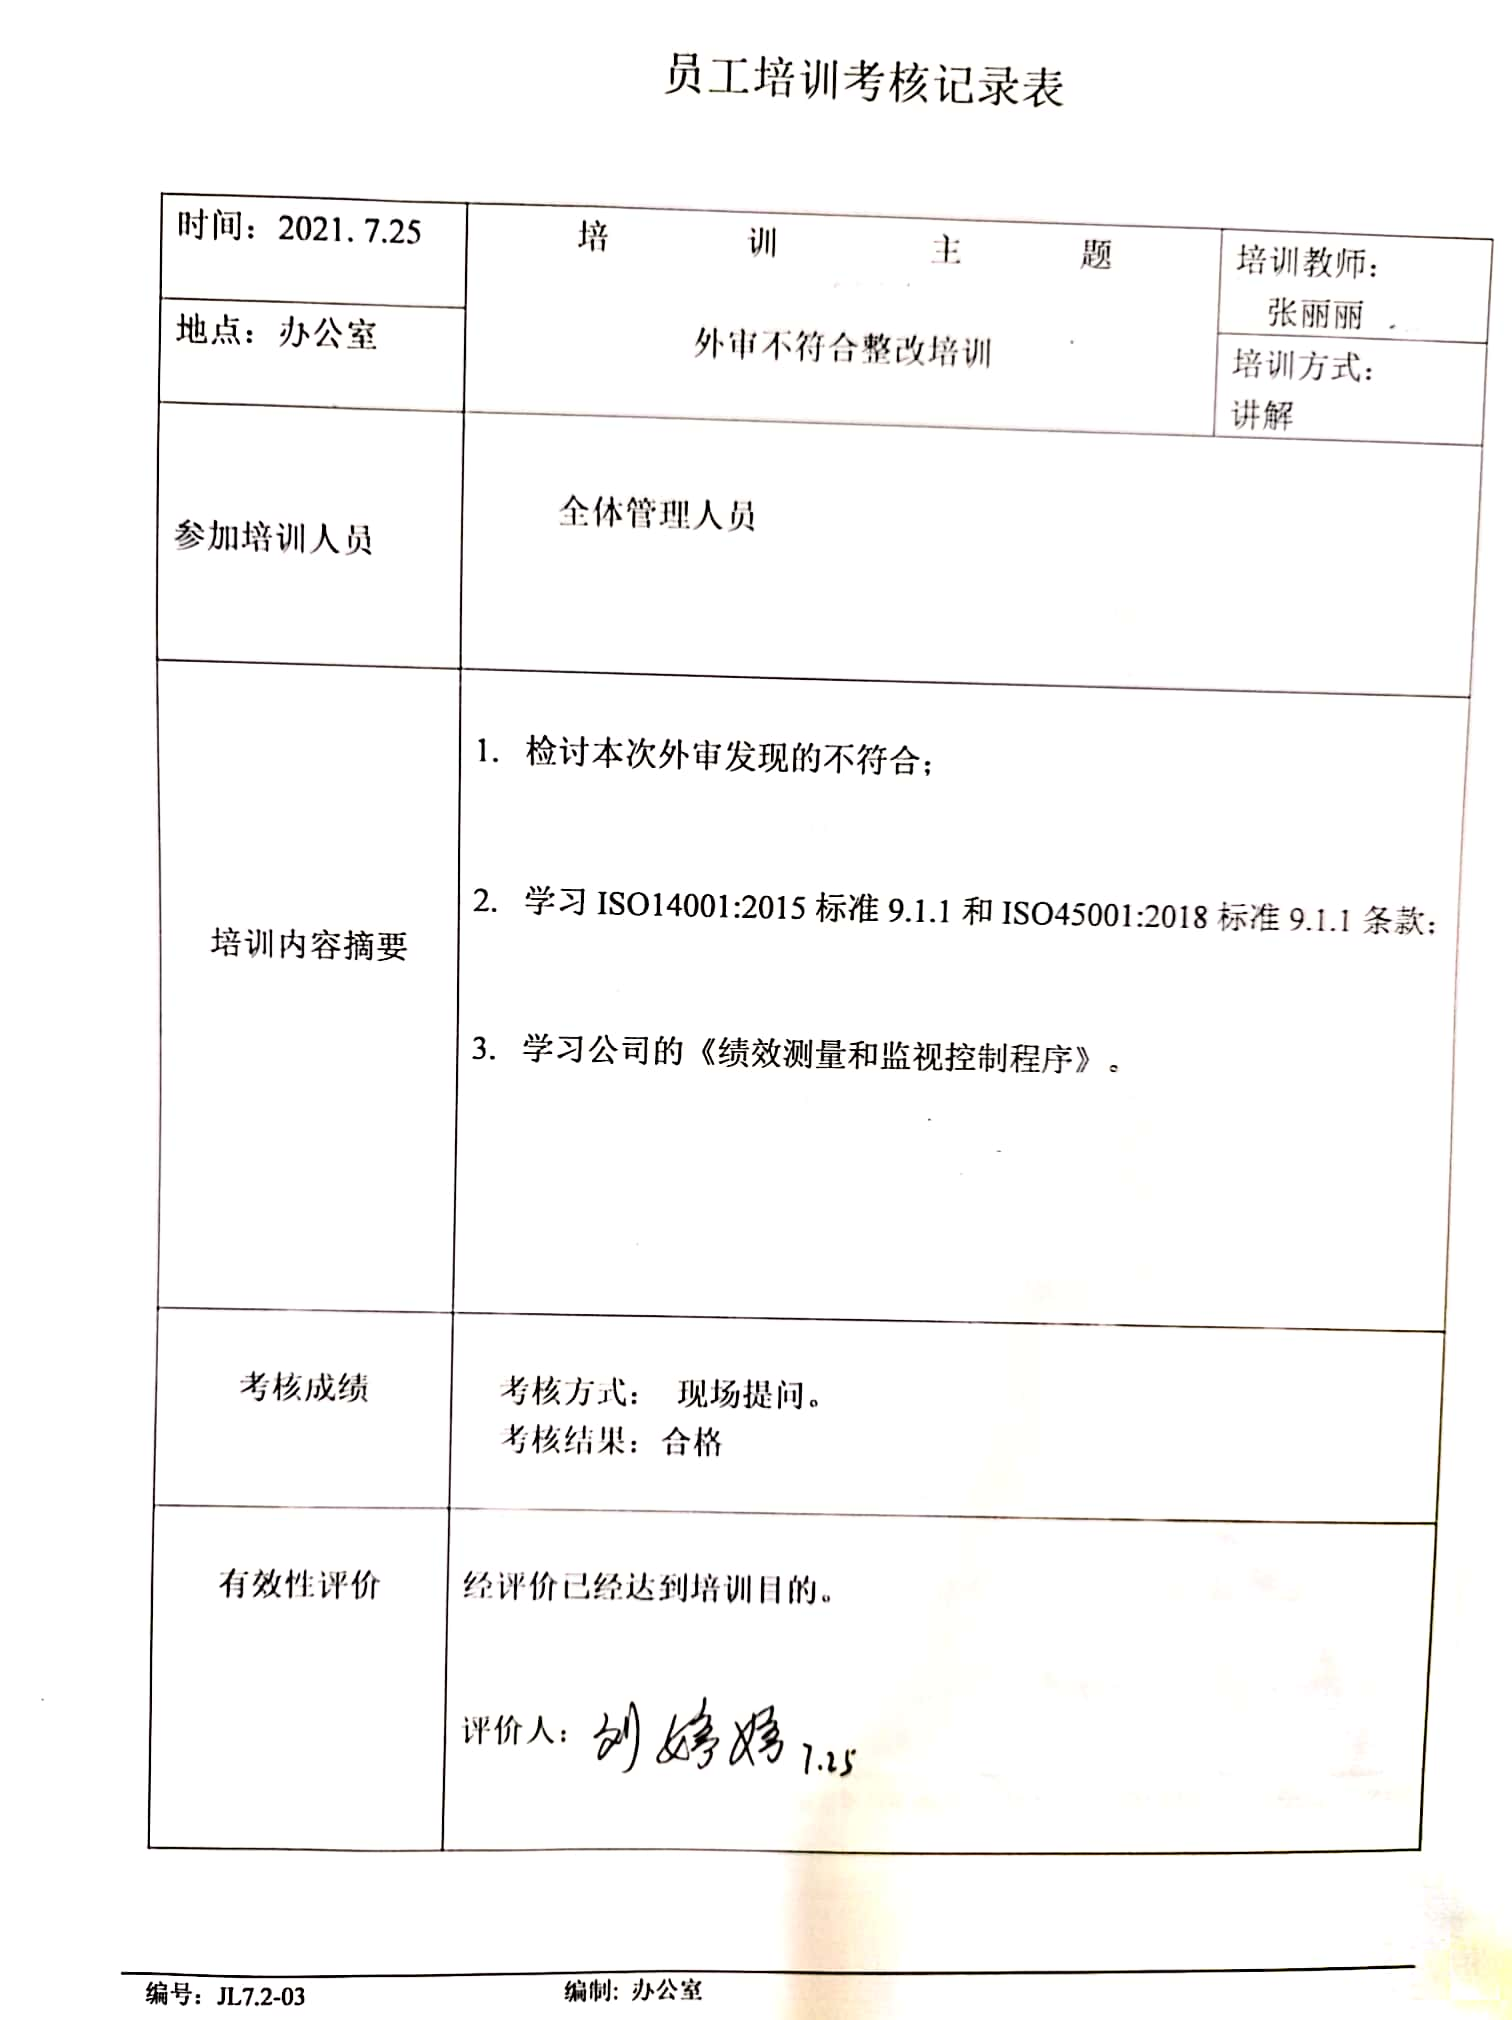 员工培训考核记录表
时间：2021. 7.25
培 训 主 题
培训教师：
张丽丽
地点：办公室
外审不符合整改培训
培训方式：
讲解
参加培训人员
全体管理人员
培训内容摘要
1. 检讨本次外审发现的不符合；
2. 学习 ISO14001:2015 标准 9.1.1 和 ISO45001:2018 标准 9.1.1 条款；
3. 学习公司的《绩效测量和监视控制程序》。
考核成绩
考核方式： 现场提问。
考核结果：合格
有效性评价
经评价已经达到培训目的。
评价人：刘婷婷 7.25
编号：JL7.2-03
编制: 办公室